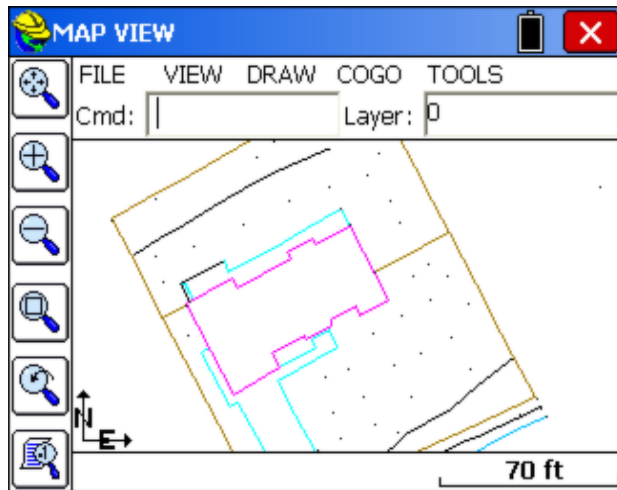 MAP VIEW
FILE VIEW DRAW COGO TOOLS
Cmd: Layer: 0
N
E
70 ft